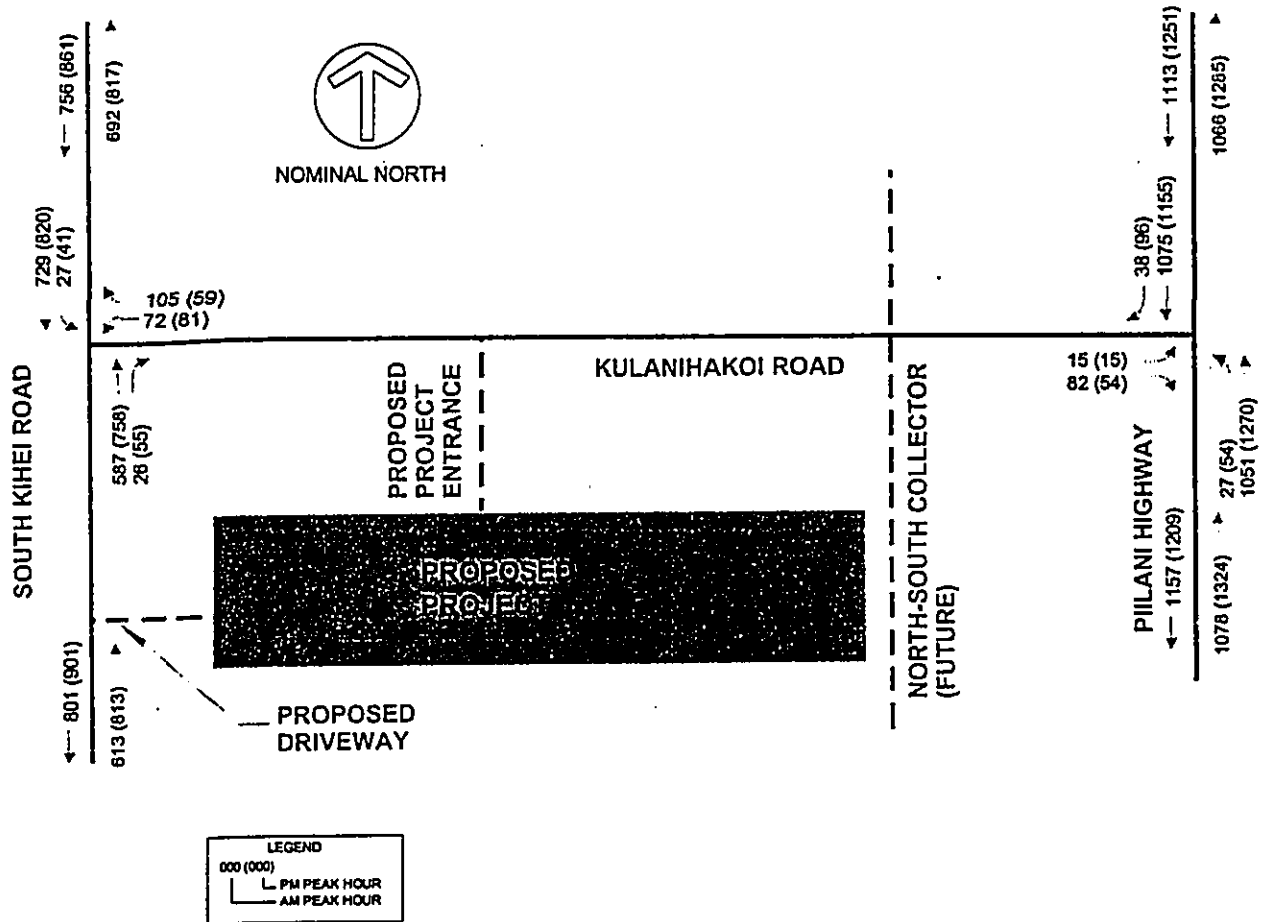 756 (861)
692 (817)
NOMINAL NORTH
1113 (1251)
1066 (1285)
729 (820)
27 (41)
105 (59)
72 (81)
38 (96)
1075 (1155)
SOUTH KIHEI ROAD
587 (758)
26 (55)
PROPOSED
PROJECT
ENTRANCE
KULANIHAKOI ROAD
NORTH-SOUTH COLLECTOR
(FUTURE)
15 (15)
82 (54)
PIILANI HIGHWAY
27 (54)
1051 (1270)
1157 (1209)
1078 (1324)
PROPOSED
PROJECT
801 (901)
613 (813)
PROPOSED
DRIVEWAY
LEGEND
000 (000)
PM PEAK HOUR
AM PEAK HOUR